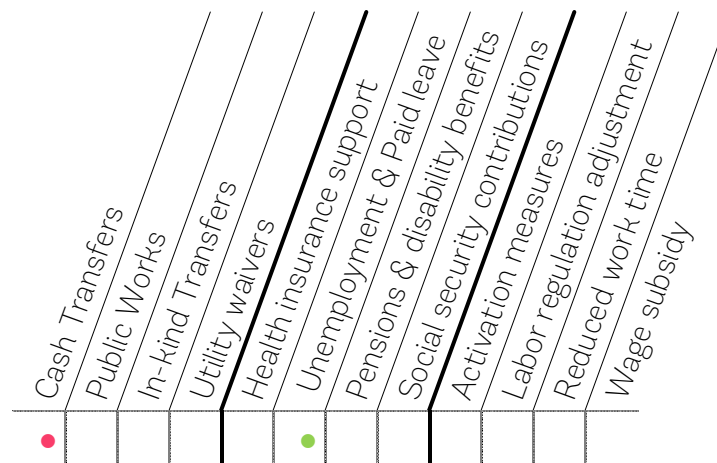 Cash Transfers
Public Works
In-kind Transfers
Utility waivers
Health insurance support
Unemployment & Paid leave
Pensions & disability benefits
Social security contributions
Activation measures
Labor regulation adjustment
Reduced work time
Wage subsidy